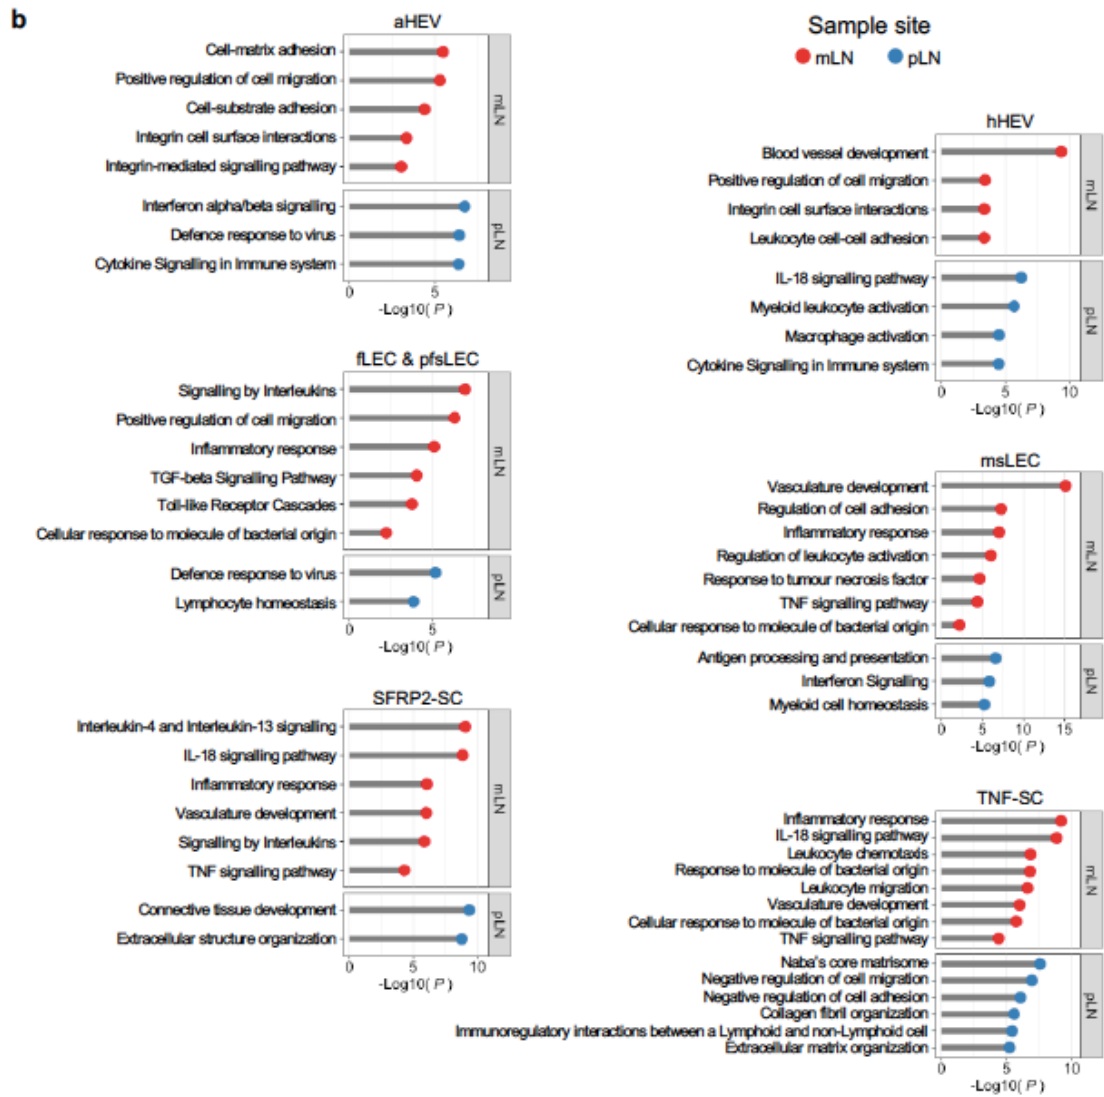 b
aHEV
Cell-matrix adhesion
Positive regulation of cell migration
Cell-substrate adhesion
Integrin cell surface interactions
Integrin-mediated signalling pathway
mLN
Interferon alpha/beta signalling
Defence response to virus
Cytokine Signalling in Immune system
pLN
0 5
-Log10( P )
fLEC & pfsLEC
Signalling by Interleukins
Positive regulation of cell migration
Inflammatory response
TGF-beta Signalling Pathway
Toll-like Receptor Cascades
Cellular response to molecule of bacterial origin
mLN
Defence response to virus
Lymphocyte homeostasis
pLN
0 5
-Log10( P )
SFRP2-SC
Interleukin-4 and Interleukin-13 signalling
IL-18 signalling pathway
Inflammatory response
Vasculature development
Signalling by Interleukins
TNF signalling pathway
mLN
Connective tissue development
Extracellular structure organization
pLN
0 5 10
-Log10( P )
Sample site
mLN pLN
hHEV
Blood vessel development
Positive regulation of cell migration
Integrin cell surface interactions
Leukocyte cell-cell adhesion
mLN
IL-18 signalling pathway
Myeloid leukocyte activation
Macrophage activation
Cytokine Signalling in Immune system
pLN
0 5 10
-Log10( P )
msLEC
Vasculature development
Regulation of cell adhesion
Inflammatory response
Regulation of leukocyte activation
Response to tumour necrosis factor
TNF signalling pathway
Cellular response to molecule of bacterial origin
mLN
Antigen processing and presentation
Interferon Signalling
Myeloid cell homeostasis
pLN
0 5 10 15
-Log10( P )
TNF-SC
Inflammatory response
IL-18 signalling pathway
Leukocyte chemotaxis
Response to molecule of bacterial origin
Leukocyte migration
Vasculature development
Cellular response to molecule of bacterial origin
TNF signalling pathway
mLN
Naba's core matrisome
Negative regulation of cell migration
Negative regulation of cell adhesion
Collagen fibril organization
Immunoregulatory interactions between a Lymphoid and non-Lymphoid cell
Extracellular matrix organization
pLN
0 5 10
-Log10( P )